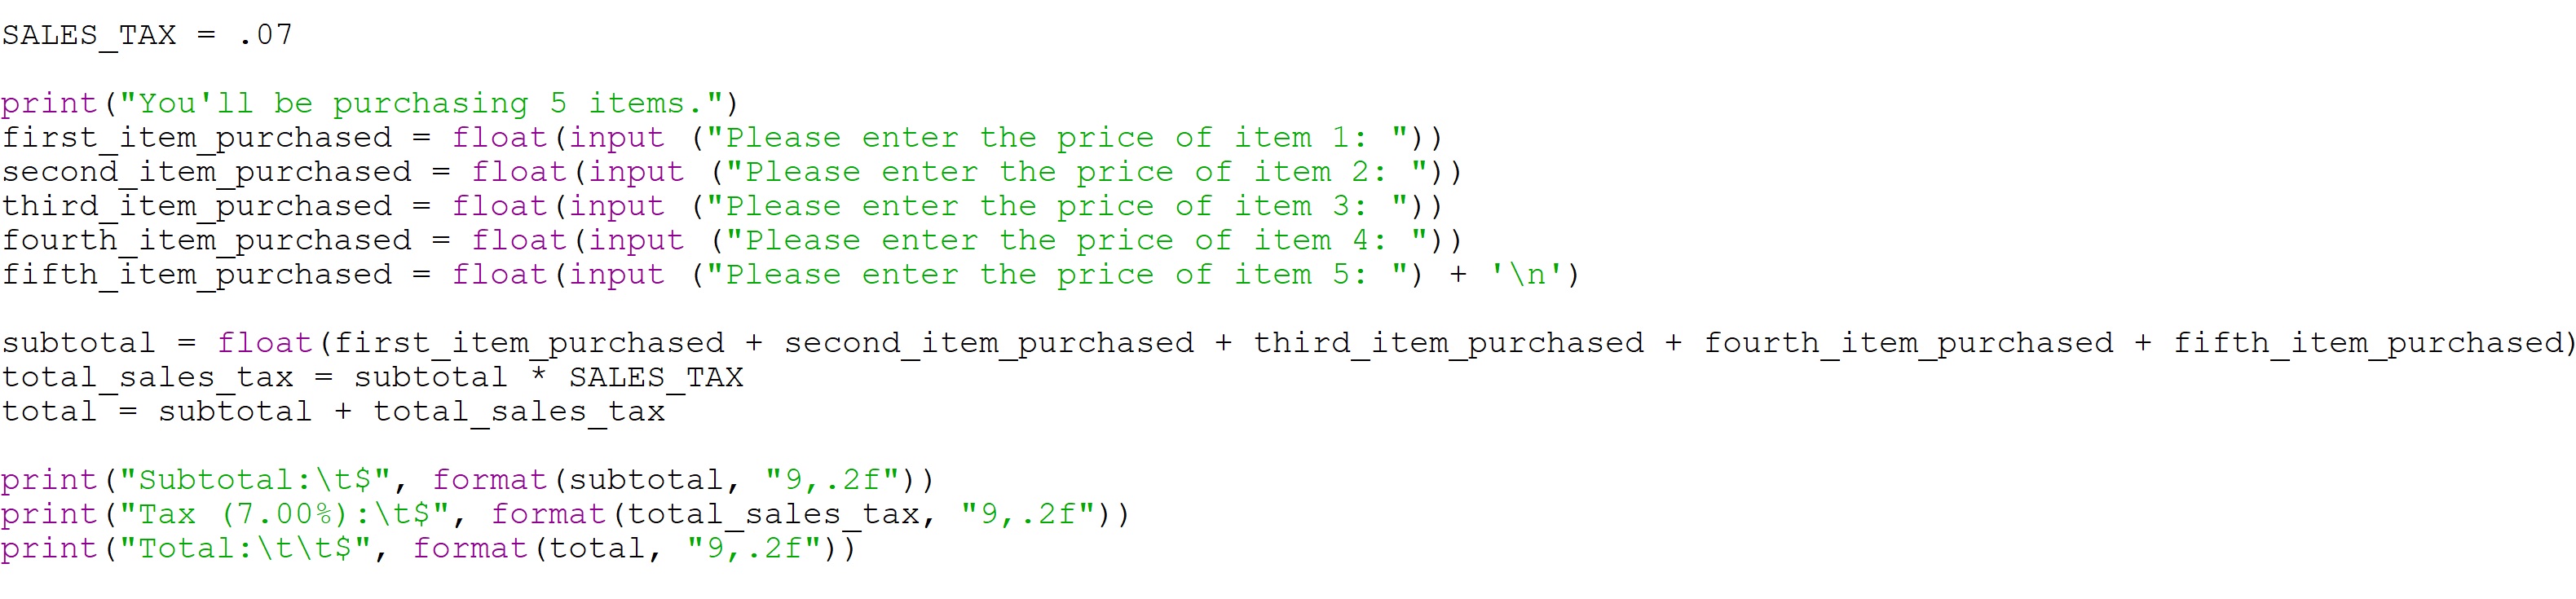 SALES_TAX = .07
print("You'll be purchasing 5 items.")
first_item_purchased = float(input ("Please enter the price of item 1: "))
second_item_purchased = float(input ("Please enter the price of item 2: "))
third_item_purchased = float(input ("Please enter the price of item 3: "))
fourth_item_purchased = float(input ("Please enter the price of item 4: "))
fifth_item_purchased = float(input ("Please enter the price of item 5: ") + '\n')
subtotal = float(first_item_purchased + second_item_purchased + third_item_purchased + fourth_item_purchased + fifth_item_purchased)
total_sales_tax = subtotal * SALES_TAX
total = subtotal + total_sales_tax
print("Subtotal:\t$", format(subtotal, "9,.2f"))
print("Tax (7.00%):\t$", format(total_sales_tax, "9,.2f"))
print("Total:\t\t$", format(total, "9,.2f"))